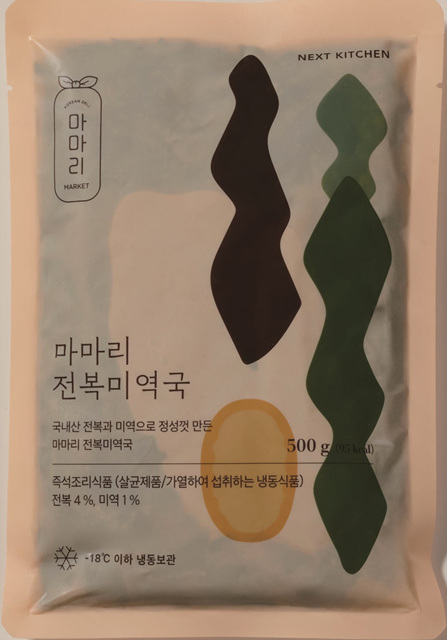 NEXT KITCHEN
KOREAN DELI
마
마
리
MARKET
마마리
전복미역국
국내산 전복과 미역으로 정성껏 만든
마마리 전복미역국
500 g
즉석조리식품 (살균제품/가열하여 섭취하는 냉동식품)
전복 4%, 미역 1%
-18℃ 이하 냉동보관